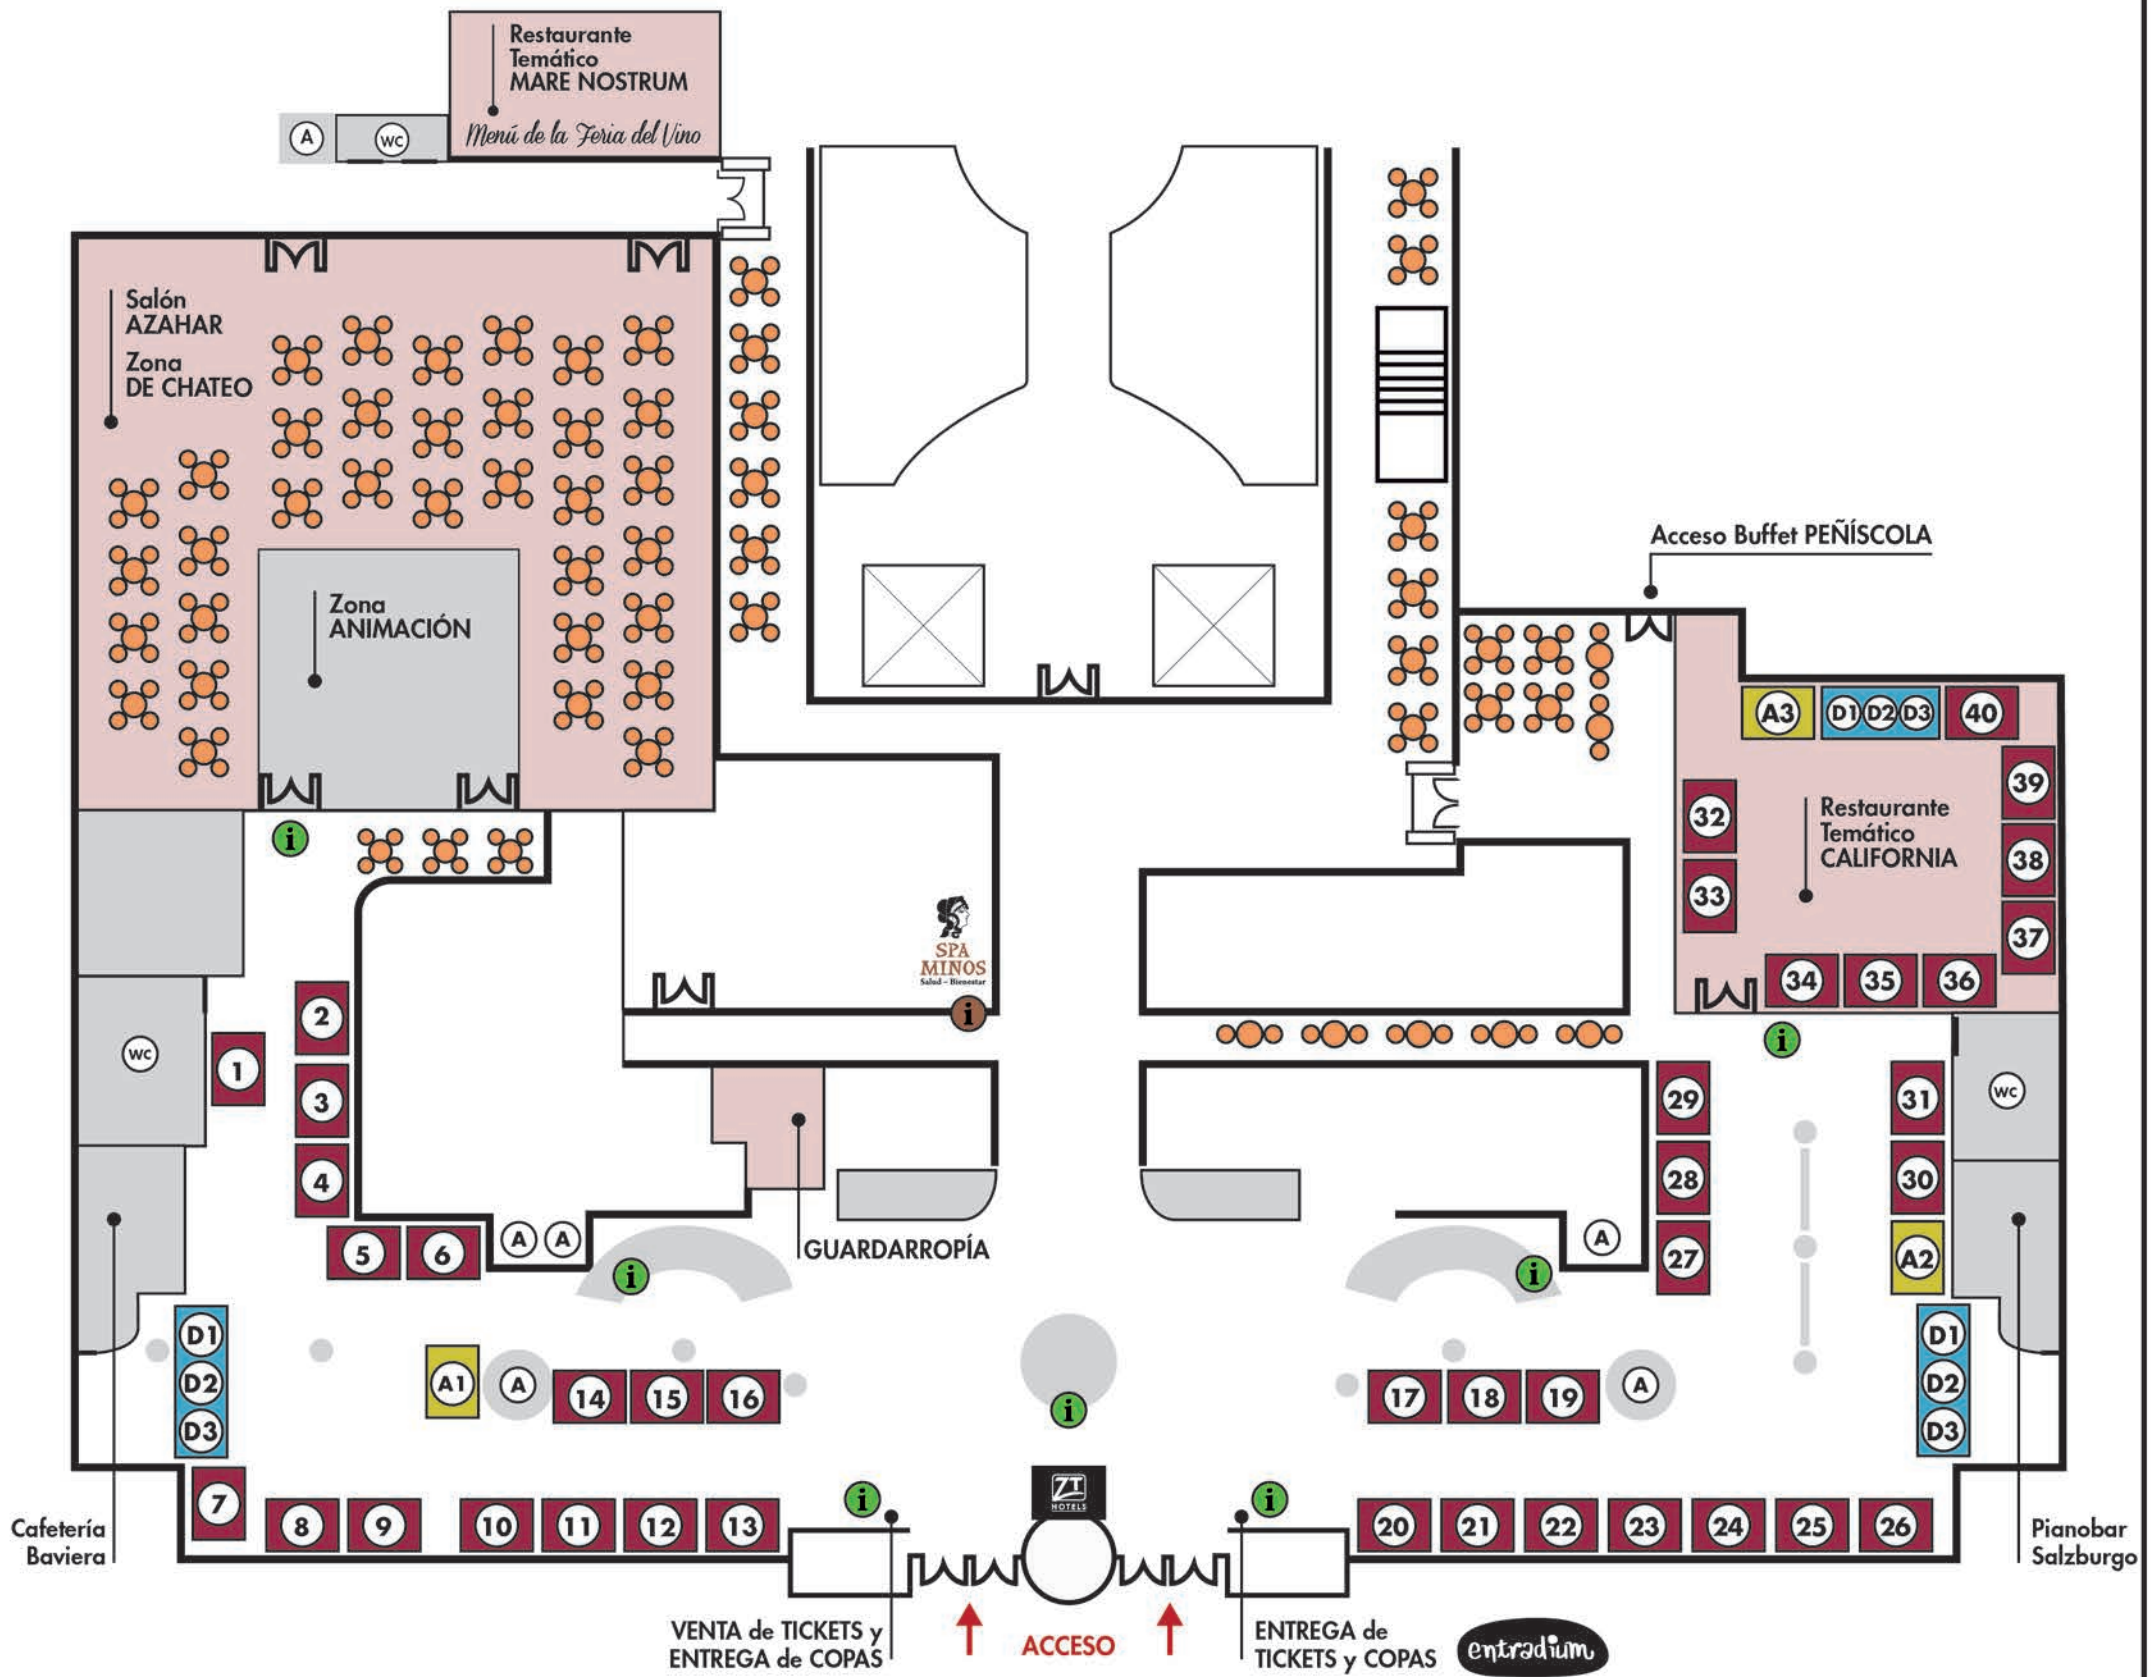 Restaurante
Temático
MARE NOSTRUM
Menú de la Feria del Vino
A
WC
Salón
AZAHAR
Zona
DE CHATEO
Zona
ANIMACIÓN
Acceso Buffet PEÑÍSCOLA
A3
D1 D2 D3
40
39
38
37
32
33
Restaurante
Temático
CALIFORNIA
34
35
36
i
i
SPA
MINOS
Salud - Bienestar
i
WC
1
2
3
4
5
6
A
A
i
GUARDARROPÍA
29
28
27
31
30
A2
WC
i
A
D1
D2
D3
A1
A
14
15
16
i
17
18
19
A
D1
D2
D3
7
8
9
10
11
12
13
i
ZT
HOTELS
i
20
21
22
23
24
25
26
Cafetería
Baviera
Pianobar
Salzburgo
VENTA de TICKETS y
ENTREGA de COPAS
ACCESO
ENTREGA de
TICKETS y COPAS
entradium